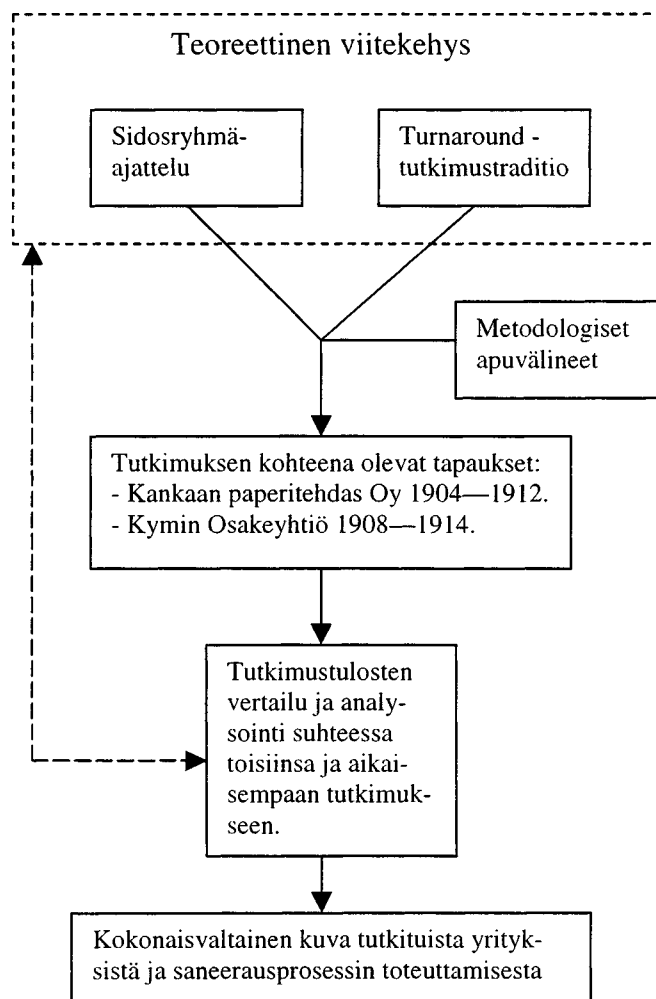 Teoreettinen viitekehys
Sidosryhmä-
ajattelu
Turnaround -
tutkimustraditio
Metodologiset
apuvälineet
Tutkimuksen kohteena olevat tapaukset:
- Kankaan paperitehdas Oy 1904—1912.
- Kymin Osakeyhtiö 1908—1914.
Tutkimustulosten
vertailu ja analy-
sointi suhteessa
toisiinsa ja aikai-
sempaan tutkimuk-
seen.
Kokonaisvaltainen kuva tutkituista yrityk-
sistä ja saneerausprosessin toteuttamisesta